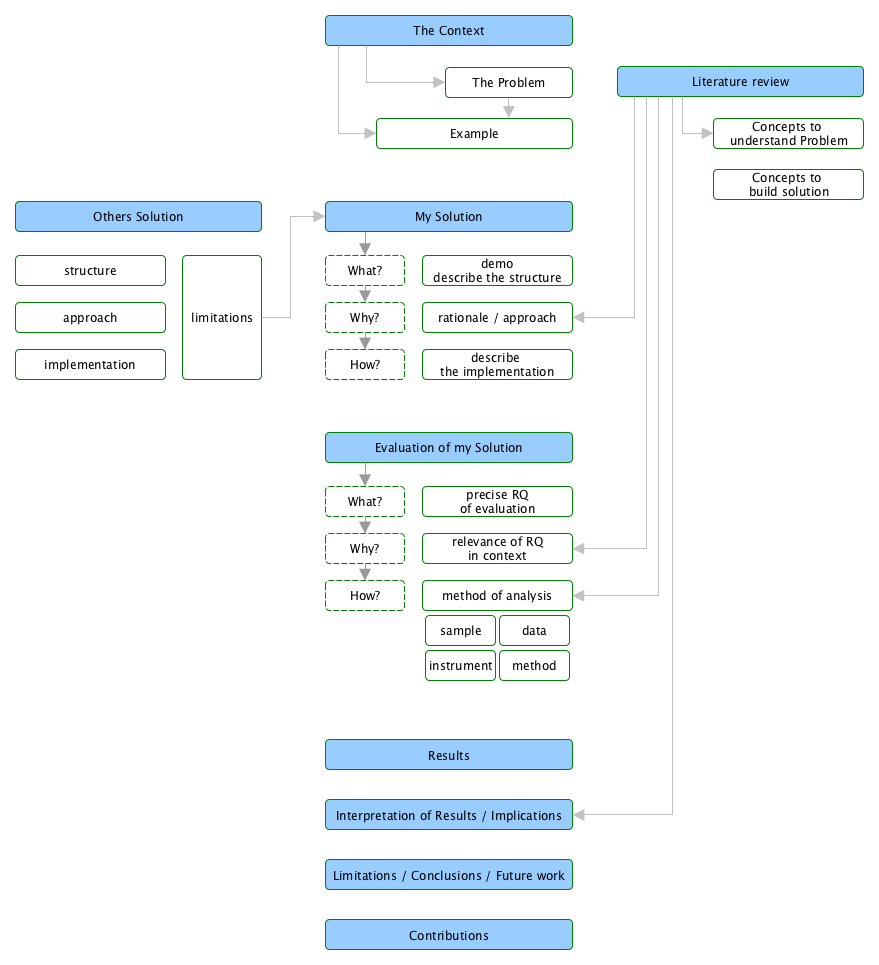 The Context
The Problem
Example
Literature review
Concepts to
understand Problem
Concepts to
build solution
Others Solution
structure
approach
implementation
limitations
My Solution
What?
demo
describe the structure
Why?
rationale / approach
How?
describe
the implementation
Evaluation of my Solution
What?
precise RQ
of evaluation
Why?
relevance of RQ
in context
How?
method of analysis
sample
data
instrument
method
Results
Interpretation of Results / Implications
Limitations / Conclusions / Future work
Contributions